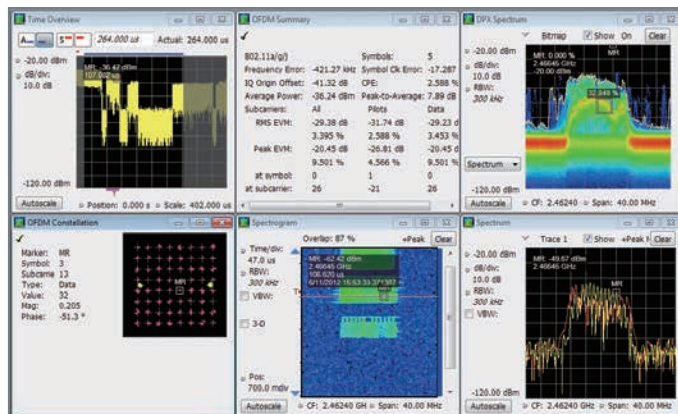 Time Overview
264.000 us
Actual: 264.000 us
-20.00 dBm
dB/div:
10.0 dB
MR: -36.42 dBm
107.002 us
-120.00 dBm
Autoscale
Position: 0.000 s
Scale: 402.000 us
OFDM Summary
802.11a/g/j
Symbols: 5
Frequency Error: -421.27 kHz Symbol Clk Error: -17.287
IQ Origin Offset: -41.32 dB CPE: 2.588 %
Average Power: -36.24 dBm Peak-to-Average: 7.89 dB
Subcarriers: All Pilots Data
RMS EVM: -29.38 dB -31.74 dB -29.23 d
3.395 % 2.588 % 3.453 %
Peak EVM: -20.45 dB -26.81 dB -20.45 d
9.501 % 4.566 % 9.501 %
at symbol: 0 1 0
at subcarrier: 26 -21 26
DPX Spectrum
Bitmap Show On Clear
-20.00 dBm
dB/div:
10.0 dB
RBW:
300 kHz
MR: 0.000 %
2.46645 GHz
-20.00 dBm
MR
32.849 %
Spectrum
-120.00 dBm
Autoscale
CF: 2.46240
Span: 40.00 MHz
OFDM Constellation
Marker: MR
Symbol: 3
Subcarrie 13
Type: Data
Value: 32
Mag: 0.205
Phase: -51.3 °
MR
Spectrogram
Overlap: 87 %
+Peak Clear
Time/div:
47.0 us
RBW:
300 kHz
VBW:
3-D
Pos:
700.0 mdiv
MR: -62.42 dBm
2.46645 GHz
106.820 us
Autoscale
CF: 2.46240 GH
Span: 40.00 MHz
Spectrum
Trace 1 Show Clear
-20.00 dBm
dB/div:
10.0 dB
RBW:
300 kHz
VBW:
MR: -49.67 dBm
2.46645 GHz
MR
-120.00 dBm
Autoscale
CF: 2.46240 GHz
Span: 40.00 MHz